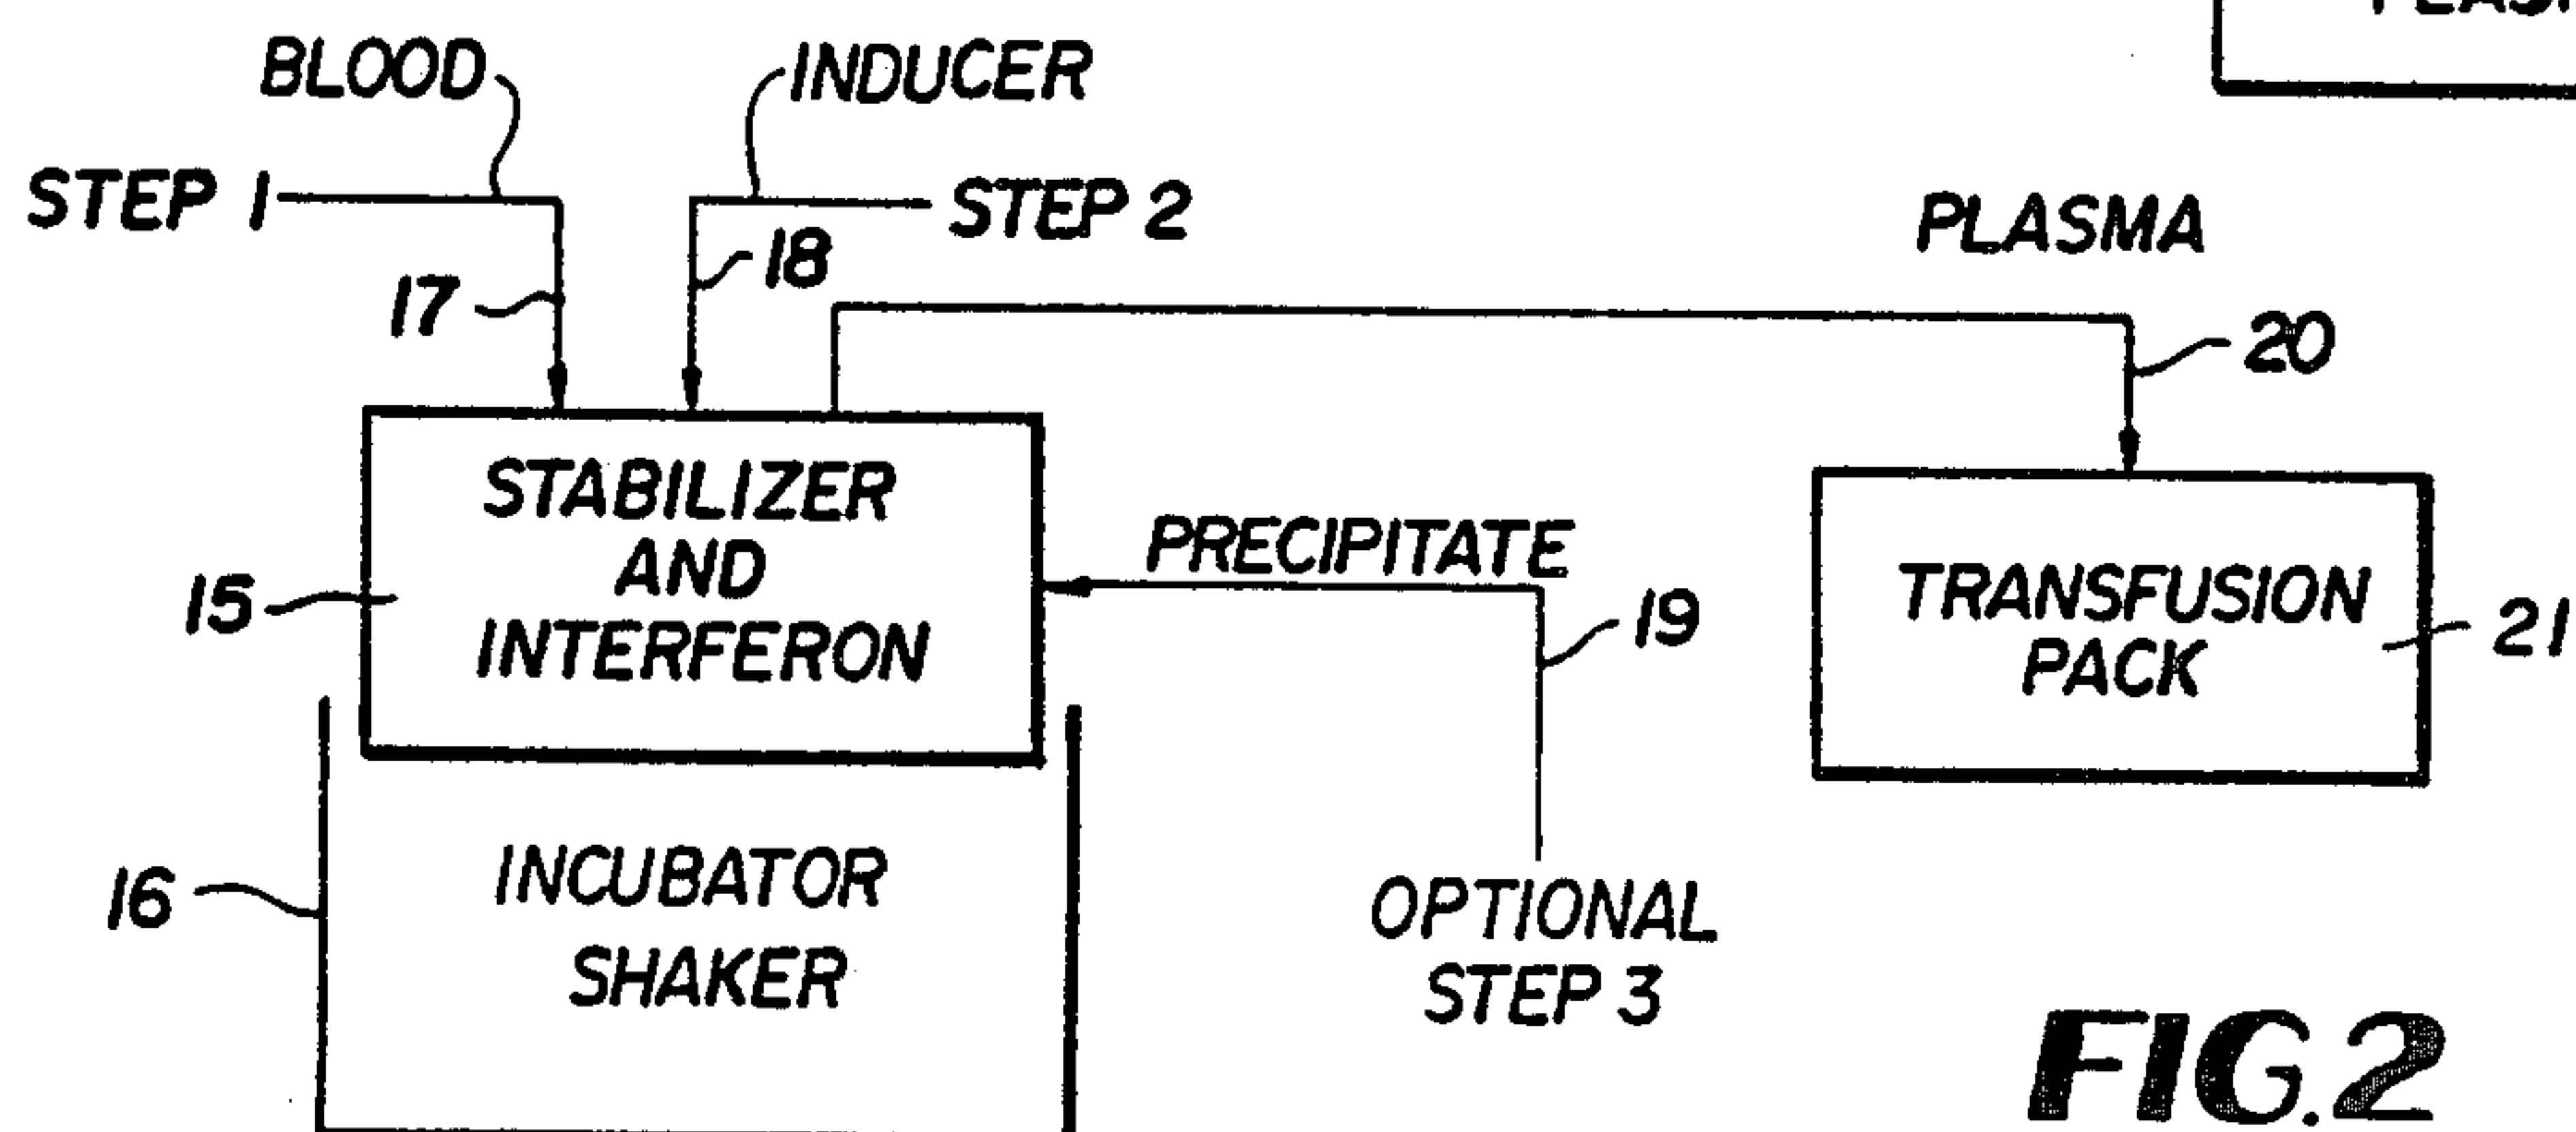 BLOOD
INDUCER
STEP 1
STEP 2
18
17
PLASMA
20
STABILIZER
AND
INTERFERON
15
PRECIPITATE
19
TRANSFUSION
PACK
21
INCUBATOR
SHAKER
16
OPTIONAL
STEP 3
FIG.2